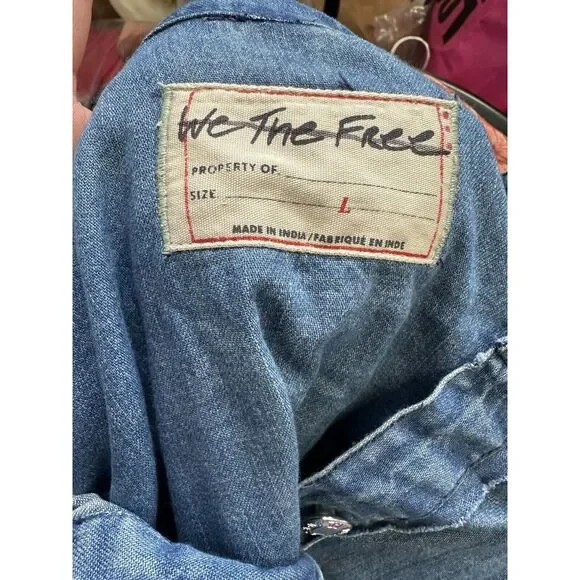 We The Free
PROPERTY OF
SIZE L
MADE IN INDIA/FABRIQUÉ EN INDE